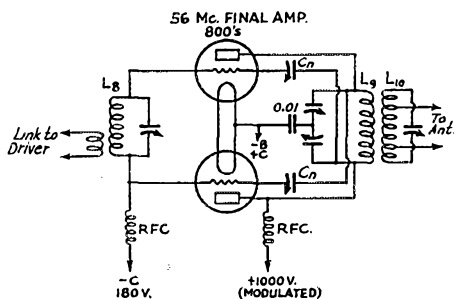 56 Mc. FINAL AMP.
800's
Cn
L8
L9
L10
0.01
Link to
Driver
To
Ant.
-B
+C
Cn
RFC
RFC.
-C
180 V.
+1000 V.
(MODULATED)